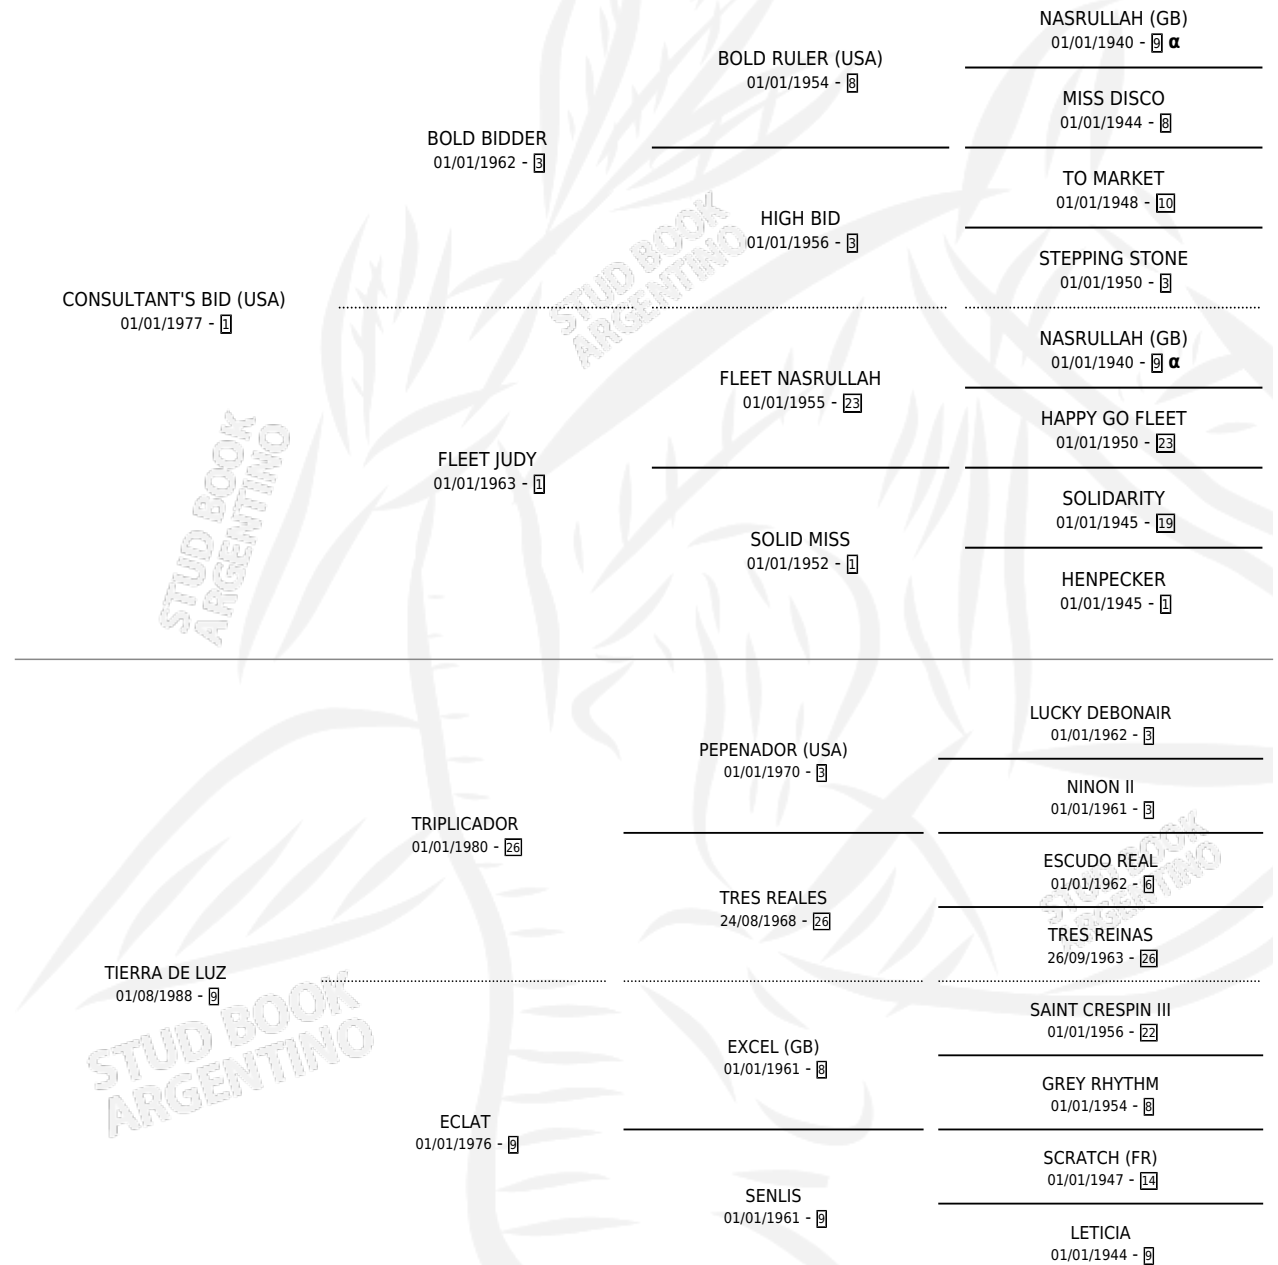 NASRULLAH (GB)
01/01/1940 - 9 α
BOLD RULER (USA)
01/01/1954 - 8
MISS DISCO
01/01/1944 - 8
BOLD BIDDER
01/01/1962 - 3
TO MARKET
01/01/1948 - 10
HIGH BID
01/01/1956 - 3
STEPPING STONE
01/01/1950 - 3
CONSULTANT'S BID (USA)
01/01/1977 - 1
NASRULLAH (GB)
01/01/1940 - 9 α
FLEET NASRULLAH
01/01/1955 - 23
HAPPY GO FLEET
01/01/1950 - 23
FLEET JUDY
01/01/1963 - 1
SOLIDARITY
01/01/1945 - 19
SOLID MISS
01/01/1952 - 1
HENPECKER
01/01/1945 - 1
LUCKY DEBONAIR
01/01/1962 - 3
PEPENADOR (USA)
01/01/1970 - 3
NINON II
01/01/1961 - 3
TRIPLICADOR
01/01/1980 - 26
ESCUDO REAL
01/01/1962 - 6
TRES REALES
24/08/1968 - 26
TRES REINAS
26/09/1963 - 26
TIERRA DE LUZ
01/08/1988 - 9
SAINT CRESPIN III
01/01/1956 - 22
EXCEL (GB)
01/01/1961 - 8
GREY RHYTHM
01/01/1954 - 8
ECLAT
01/01/1976 - 9
SCRATCH (FR)
01/01/1947 - 14
SENLIS
01/01/1961 - 9
LETICIA
01/01/1944 - 9
STUD BOOK
ARGENTINO
STUD BOOK
ARGENTINO
STUD BOOK
ARGENTINO
STUD BOOK
ARGENTINO